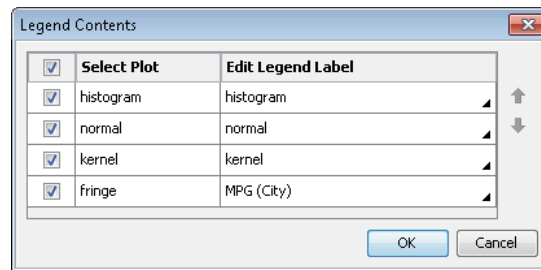 Legend Contents
Select Plot Edit Legend Label
histogram histogram
normal normal
kernel kernel
fringe MPG (City)
OK Cancel